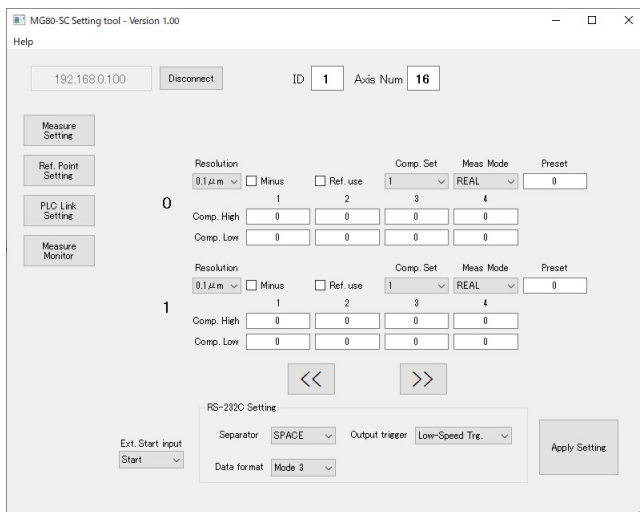 MG80-SC Setting tool - Version 1.00
Help
192.168.0.100 Disconnect ID 1 Axis Num 16
Measure Setting
Ref. Point Setting
PLC Link Setting
Measure Monitor
Resolution Comp. Set Meas Mode Preset
0.1μm Minus Ref. use 1 REAL 0
0
1 2 3 4
Comp. High 0 0 0 0
Comp. Low 0 0 0 0
Resolution Comp. Set Meas Mode Preset
0.1μm Minus Ref. use 1 REAL 0
1
1 2 3 4
Comp. High 0 0 0 0
Comp. Low 0 0 0 0
<< >>
RS-232C Setting
Separator SPACE Output trigger Low-Speed Trg.
Data format Mode 3
Ext. Start input
Start
Apply Setting